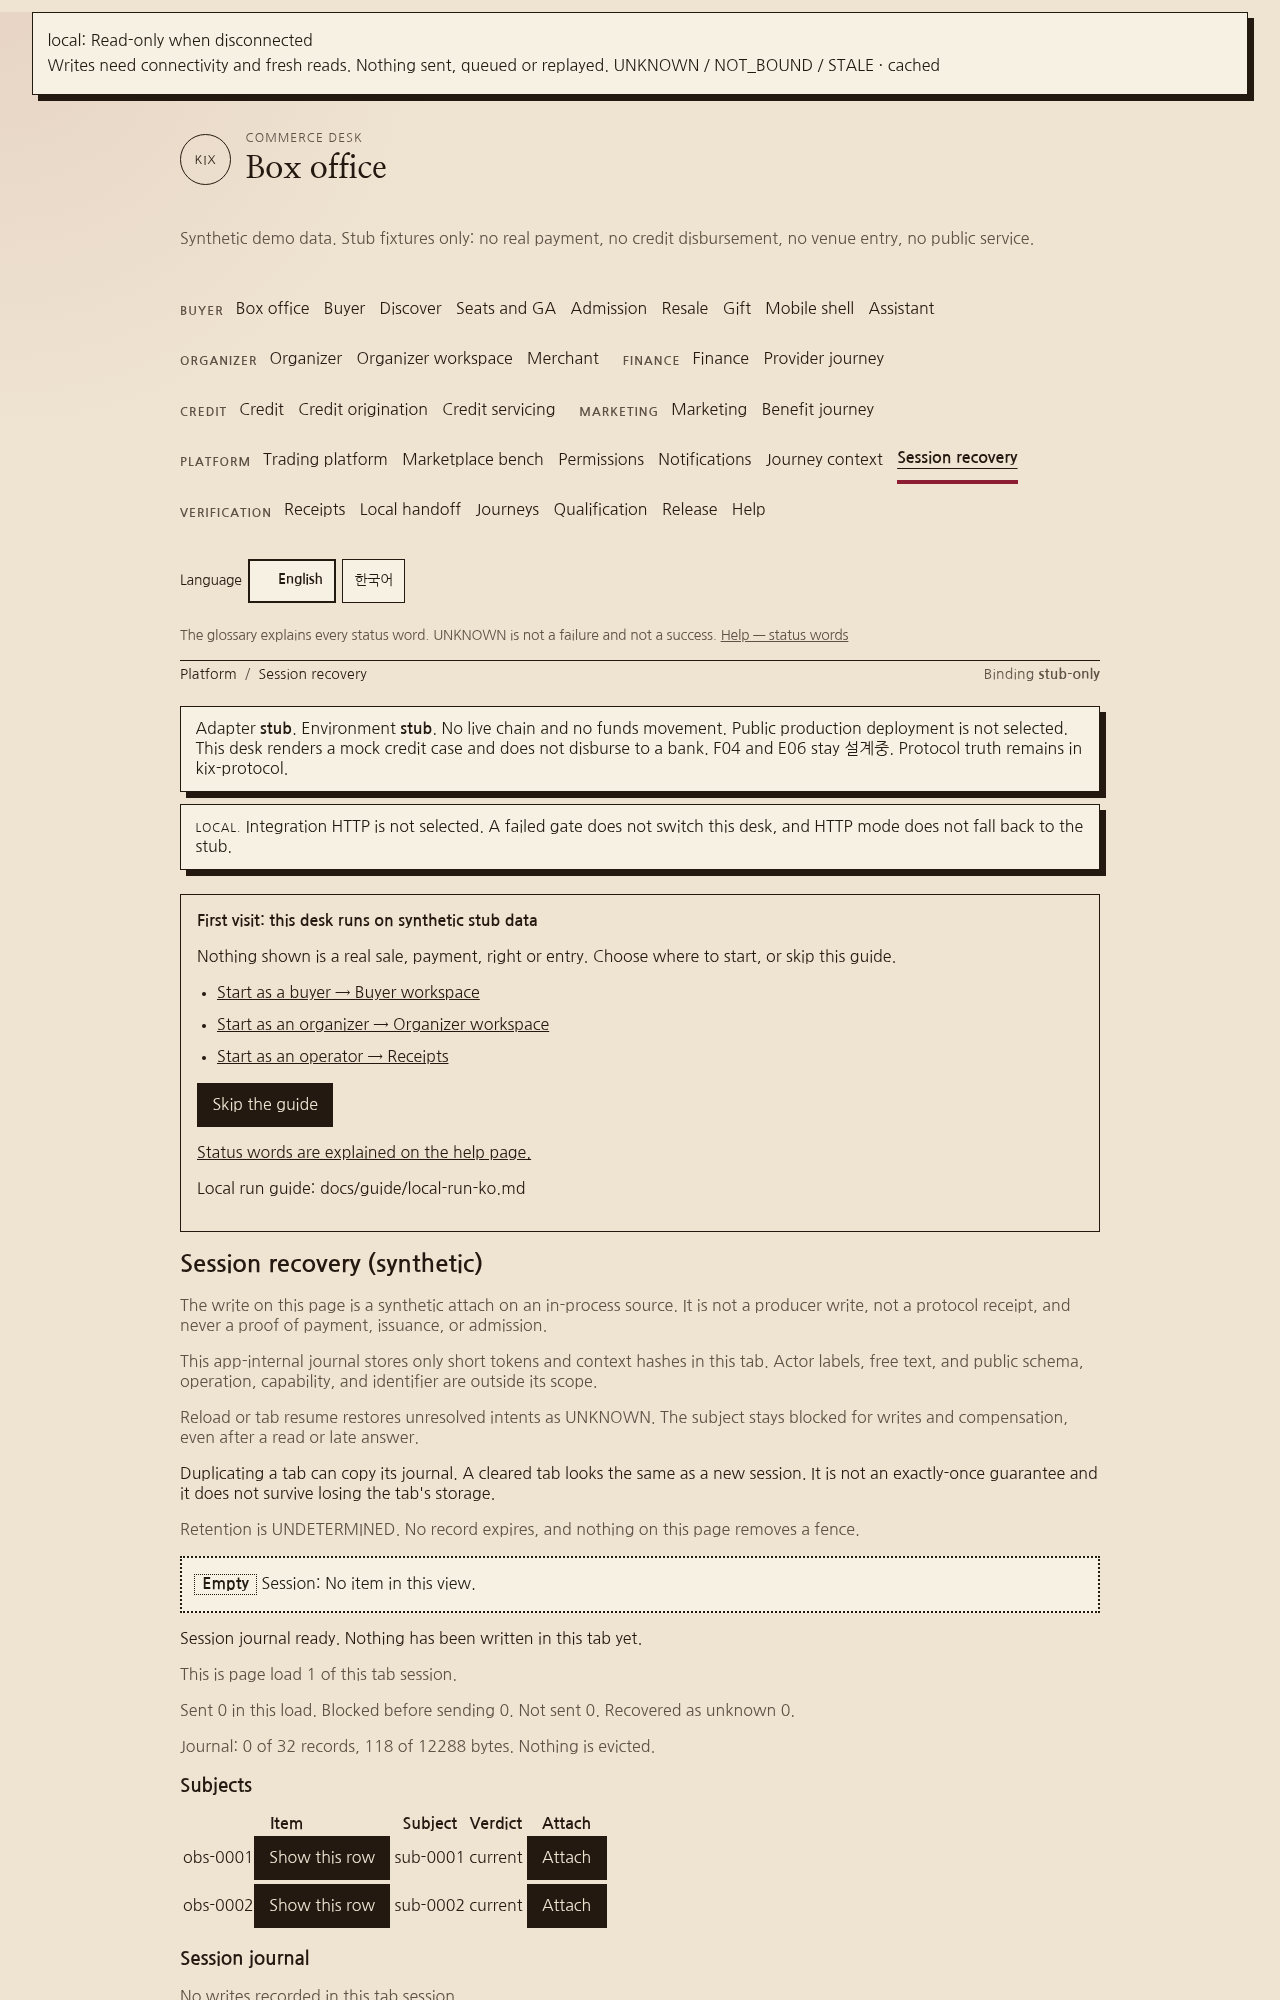 local: Read-only when disconnected
Writes need connectivity and fresh reads. Nothing sent, queued or replayed. UNKNOWN / NOT_BOUND / STALE · cached
KIX
COMMERCE DESK
Box office
Synthetic demo data. Stub fixtures only: no real payment, no credit disbursement, no venue entry, no public service.
BUYER Box office Buyer Discover Seats and GA Admission Resale Gift Mobile shell Assistant
ORGANIZER Organizer Organizer workspace Merchant FINANCE Finance Provider journey
CREDIT Credit Credit origination Credit servicing MARKETING Marketing Benefit journey
PLATFORM Trading platform Marketplace bench Permissions Notifications Journey context Session recovery
VERIFICATION Receipts Local handoff Journeys Qualification Release Help
Language English 한국어
The glossary explains every status word. UNKNOWN is not a failure and not a success. Help — status words
Platform / Session recovery Binding stub-only
Adapter stub. Environment stub. No live chain and no funds movement. Public production deployment is not selected.
This desk renders a mock credit case and does not disburse to a bank. F04 and E06 stay 설계중. Protocol truth remains in
kix-protocol.
LOCAL. Integration HTTP is not selected. A failed gate does not switch this desk, and HTTP mode does not fall back to the
stub.
First visit: this desk runs on synthetic stub data
Nothing shown is a real sale, payment, right or entry. Choose where to start, or skip this guide.
• Start as a buyer → Buyer workspace
• Start as an organizer → Organizer workspace
• Start as an operator → Receipts
Skip the guide
Status words are explained on the help page.
Local run guide: docs/guide/local-run-ko.md
Session recovery (synthetic)
The write on this page is a synthetic attach on an in-process source. It is not a producer write, not a protocol receipt, and
never a proof of payment, issuance, or admission.
This app-internal journal stores only short tokens and context hashes in this tab. Actor labels, free text, and public schema,
operation, capability, and identifier are outside its scope.
Reload or tab resume restores unresolved intents as UNKNOWN. The subject stays blocked for writes and compensation,
even after a read or late answer.
Duplicating a tab can copy its journal. A cleared tab looks the same as a new session. It is not an exactly-once guarantee and
it does not survive losing the tab's storage.
Retention is UNDETERMINED. No record expires, and nothing on this page removes a fence.
Empty Session: No item in this view.
Session journal ready. Nothing has been written in this tab yet.
This is page load 1 of this tab session.
Sent 0 in this load. Blocked before sending 0. Not sent 0. Recovered as unknown 0.
Journal: 0 of 32 records, 118 of 12288 bytes. Nothing is evicted.
Subjects
Item Subject Verdict Attach
obs-0001 Show this row sub-0001 current Attach
obs-0002 Show this row sub-0002 current Attach
Session journal
No writes recorded in this tab session.